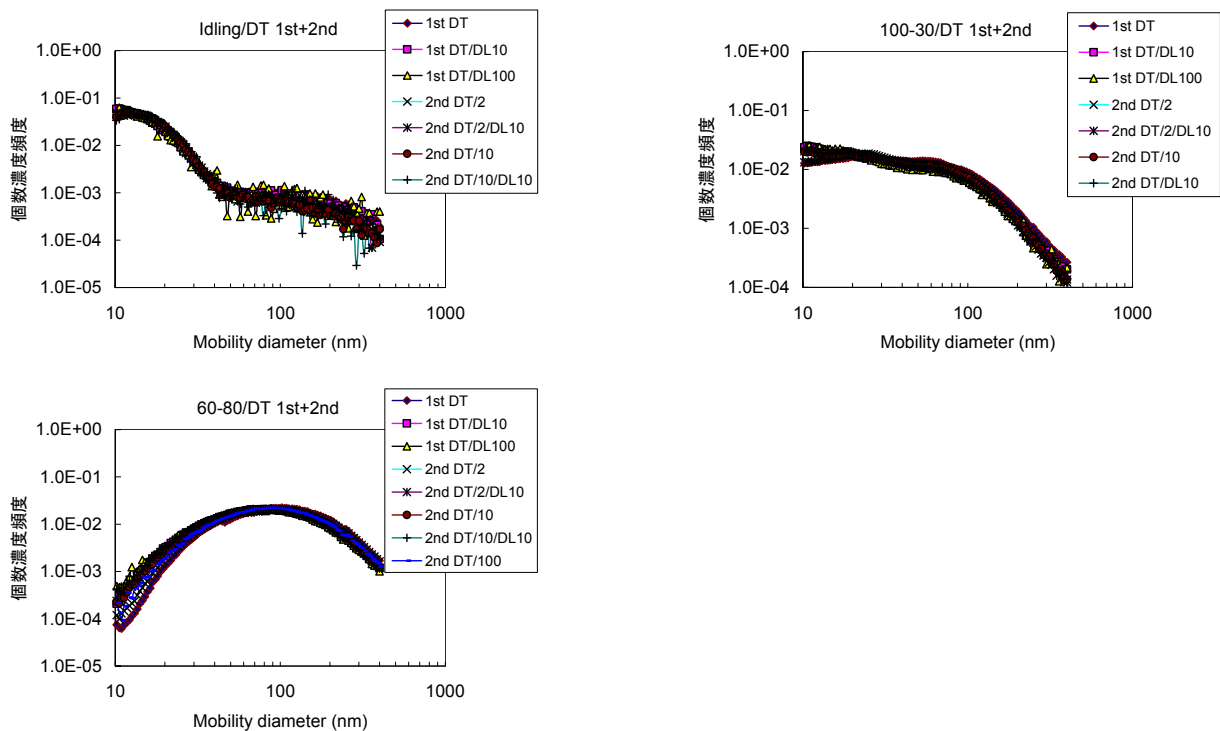 Idling/DT 1st+2nd
1.0E+00
1.0E-01
1.0E-02
1.0E-03
1.0E-04
1.0E-05
個数濃度頻度
10
100
1000
Mobility diameter (nm)
1st DT
1st DT/DL10
1st DT/DL100
2nd DT/2
2nd DT/2/DL10
2nd DT/10
2nd DT/10/DL10
100-30/DT 1st+2nd
1.0E+00
1.0E-01
1.0E-02
1.0E-03
1.0E-04
個数濃度頻度
10
100
1000
Mobility diameter (nm)
1st DT
1st DT/DL10
1st DT/DL100
2nd DT/2
2nd DT/2/DL10
2nd DT/10
2nd DT/DL10
60-80/DT 1st+2nd
1.0E+00
1.0E-01
1.0E-02
1.0E-03
1.0E-04
1.0E-05
個数濃度頻度
10
100
1000
Mobility diameter (nm)
1st DT
1st DT/DL10
1st DT/DL100
2nd DT/2
2nd DT/2/DL10
2nd DT/10
2nd DT/10/DL10
2nd DT/100